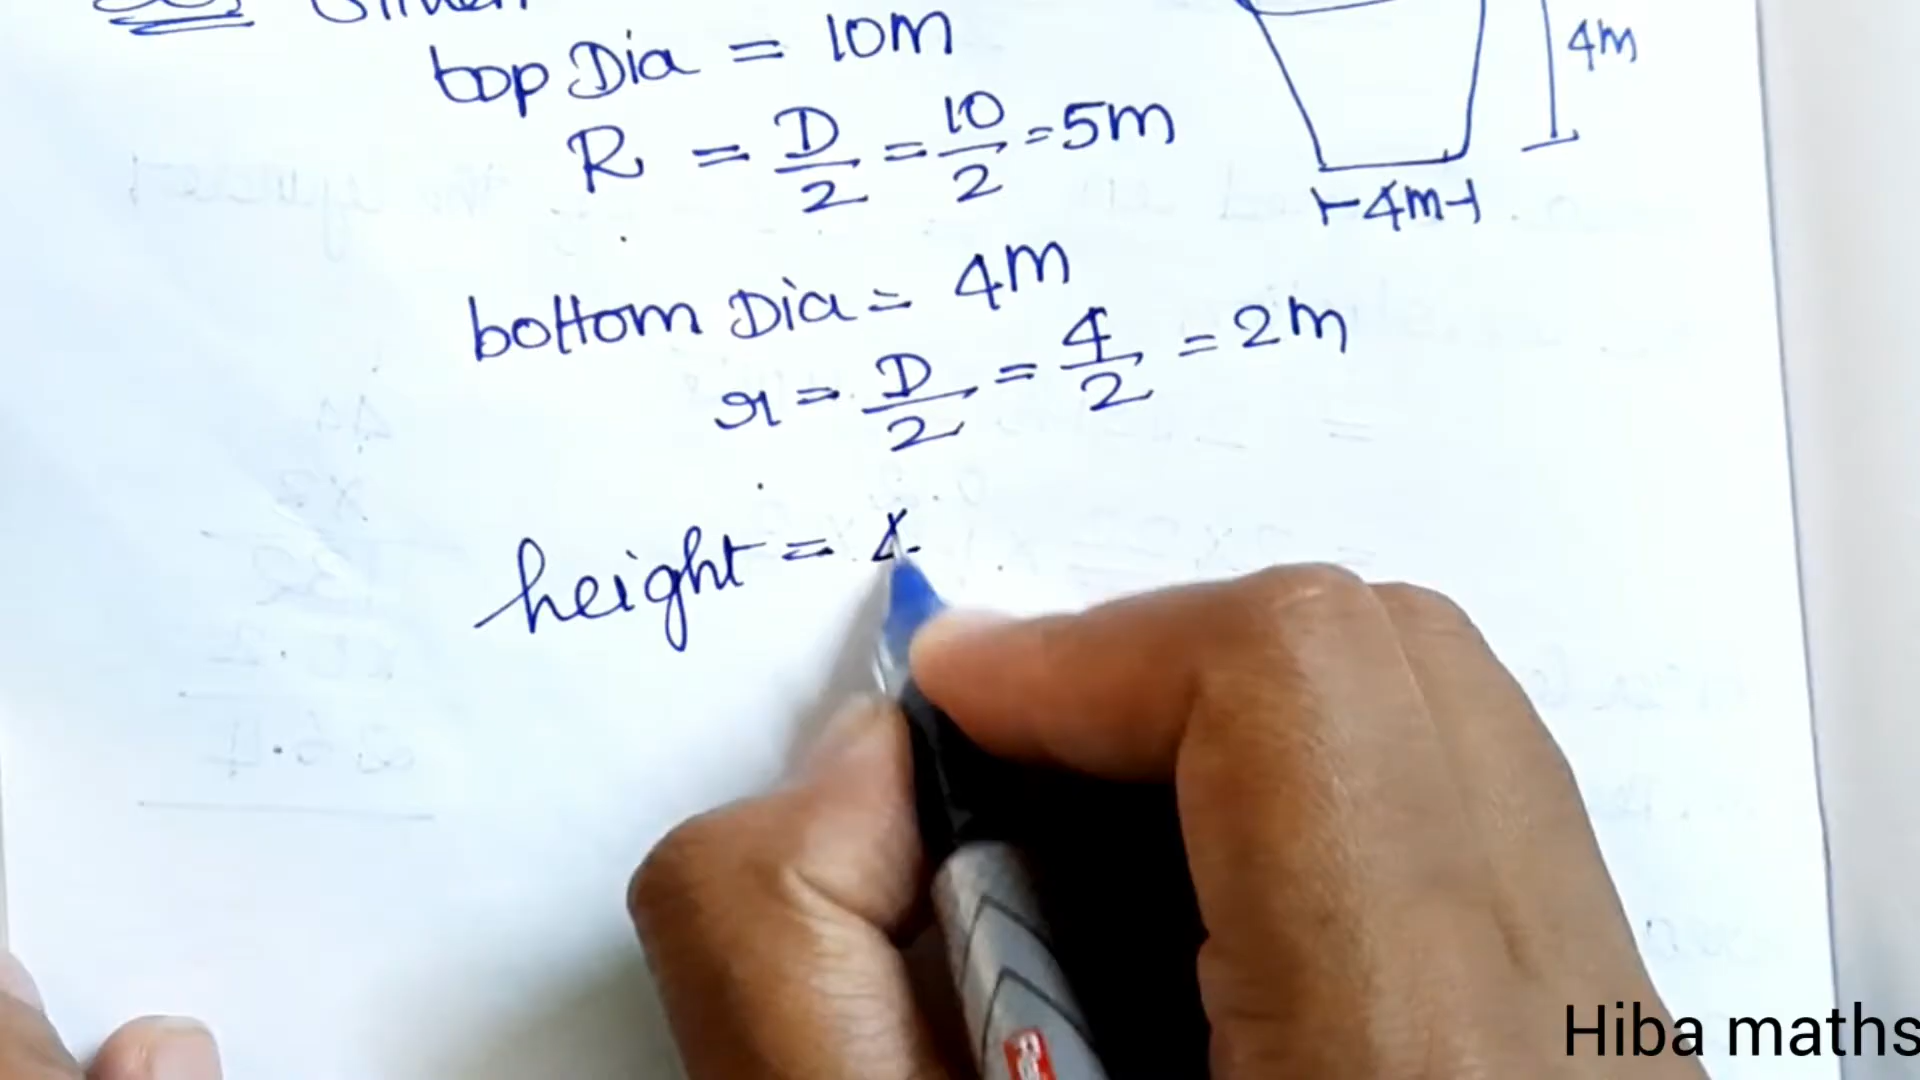 top Dia = 10m
4m
R = D/2 = 10/2 = 5m
4m
bottom Dia = 4m
r = D/2 = 4/2 = 2m
height = 4
Hiba maths